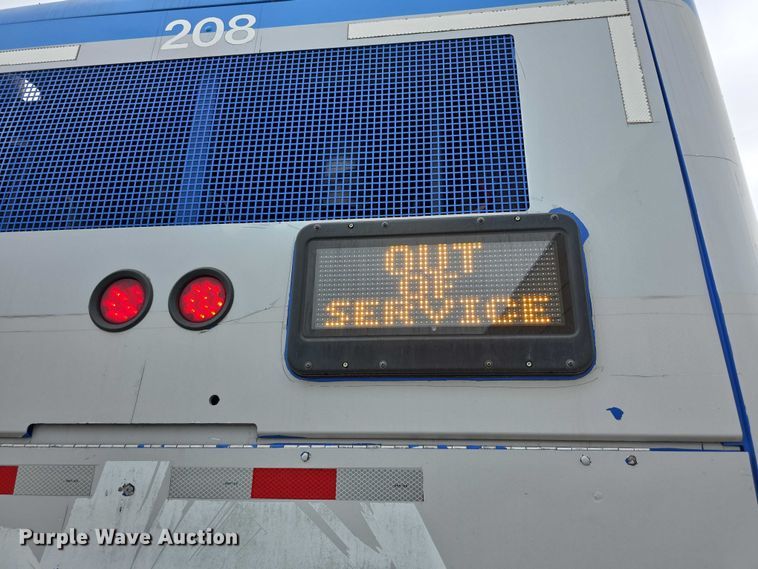 208
OUT
OF
SERVICE
Purple Wave Auction